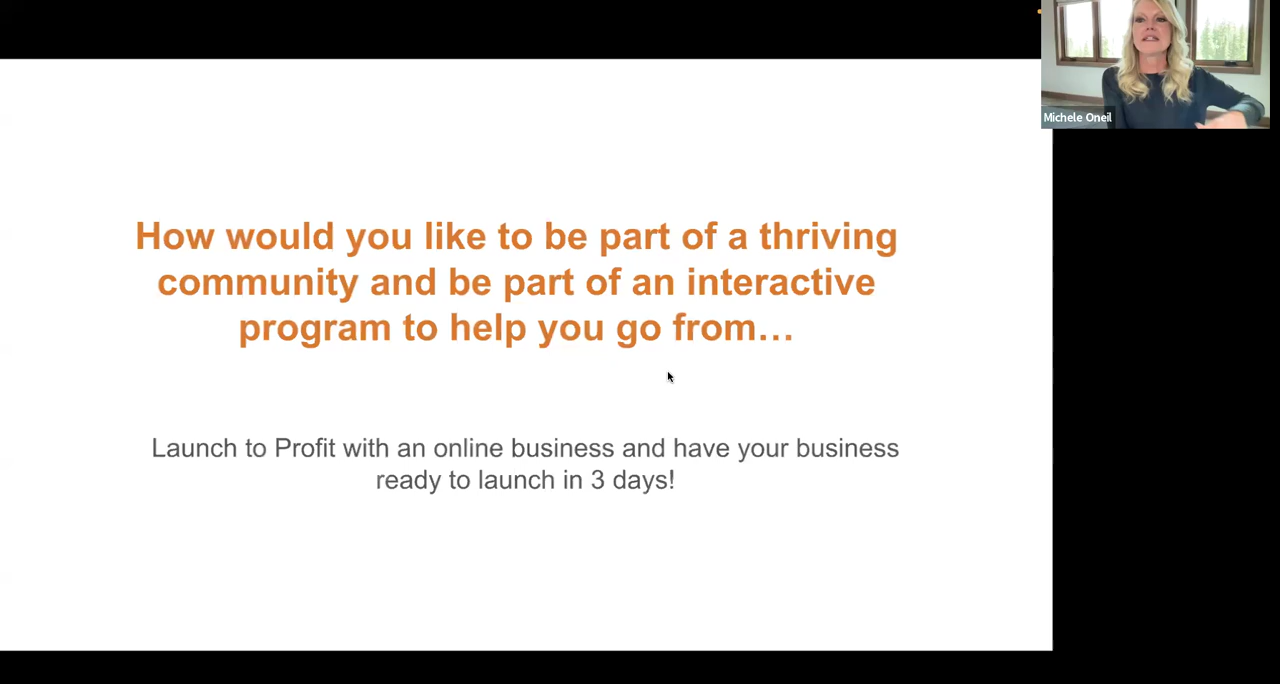 Michele Oneil
How would you like to be part of a thriving
community and be part of an interactive
program to help you go from…
Launch to Profit with an online business and have your business
ready to launch in 3 days!